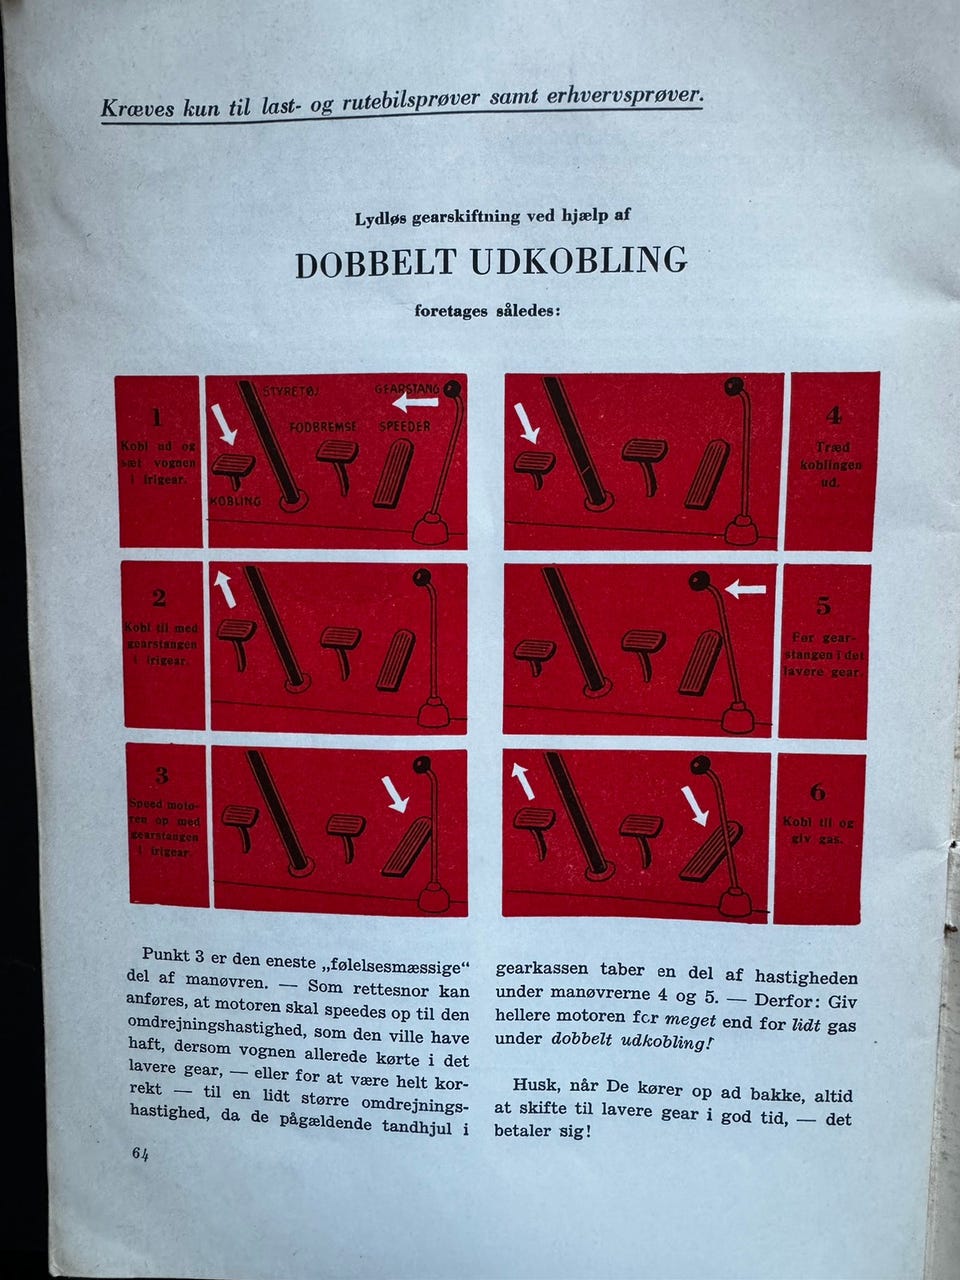 Kræves kun til last- og rutebilsprøver samt erhvervsprøver.
Lydløs gearskiftning ved hjælp af
DOBBELT UDKOBLING
foretages således:
1
Kobl ud og
sæt vognen
i frigear.
STYRETØJ
GEARSTANG
FODBREMSE
SPEEDER
KOBLING
2
Kobl til med
gearstangen
i frigear.
3
Speed moto-
ren op med
gearstangen
i frigear.
4
Træd
koblingen
ud.
5
Før gear-
stangen i det
lavere gear.
6
Kobl til og
giv gas.
Punkt 3 er den eneste „følelsesmæssige“
del af manøvren. — Som rettesnor kan
anføres, at motoren skal speedes op til den
omdrejningshastighed, som den ville have
haft, dersom vognen allerede kørte i det
lavere gear, — eller for at være helt kor-
rekt — til en lidt større omdrejnings-
hastighed, da de pågældende tandhjul i
gearkassen taber en del af hastigheden
under manøvrerne 4 og 5. — Derfor: Giv
hellere motoren for meget end for lidt gas
under dobbelt udkobling!
Husk, når De kører op ad bakke, altid
at skifte til lavere gear i god tid, — det
betaler sig!
64